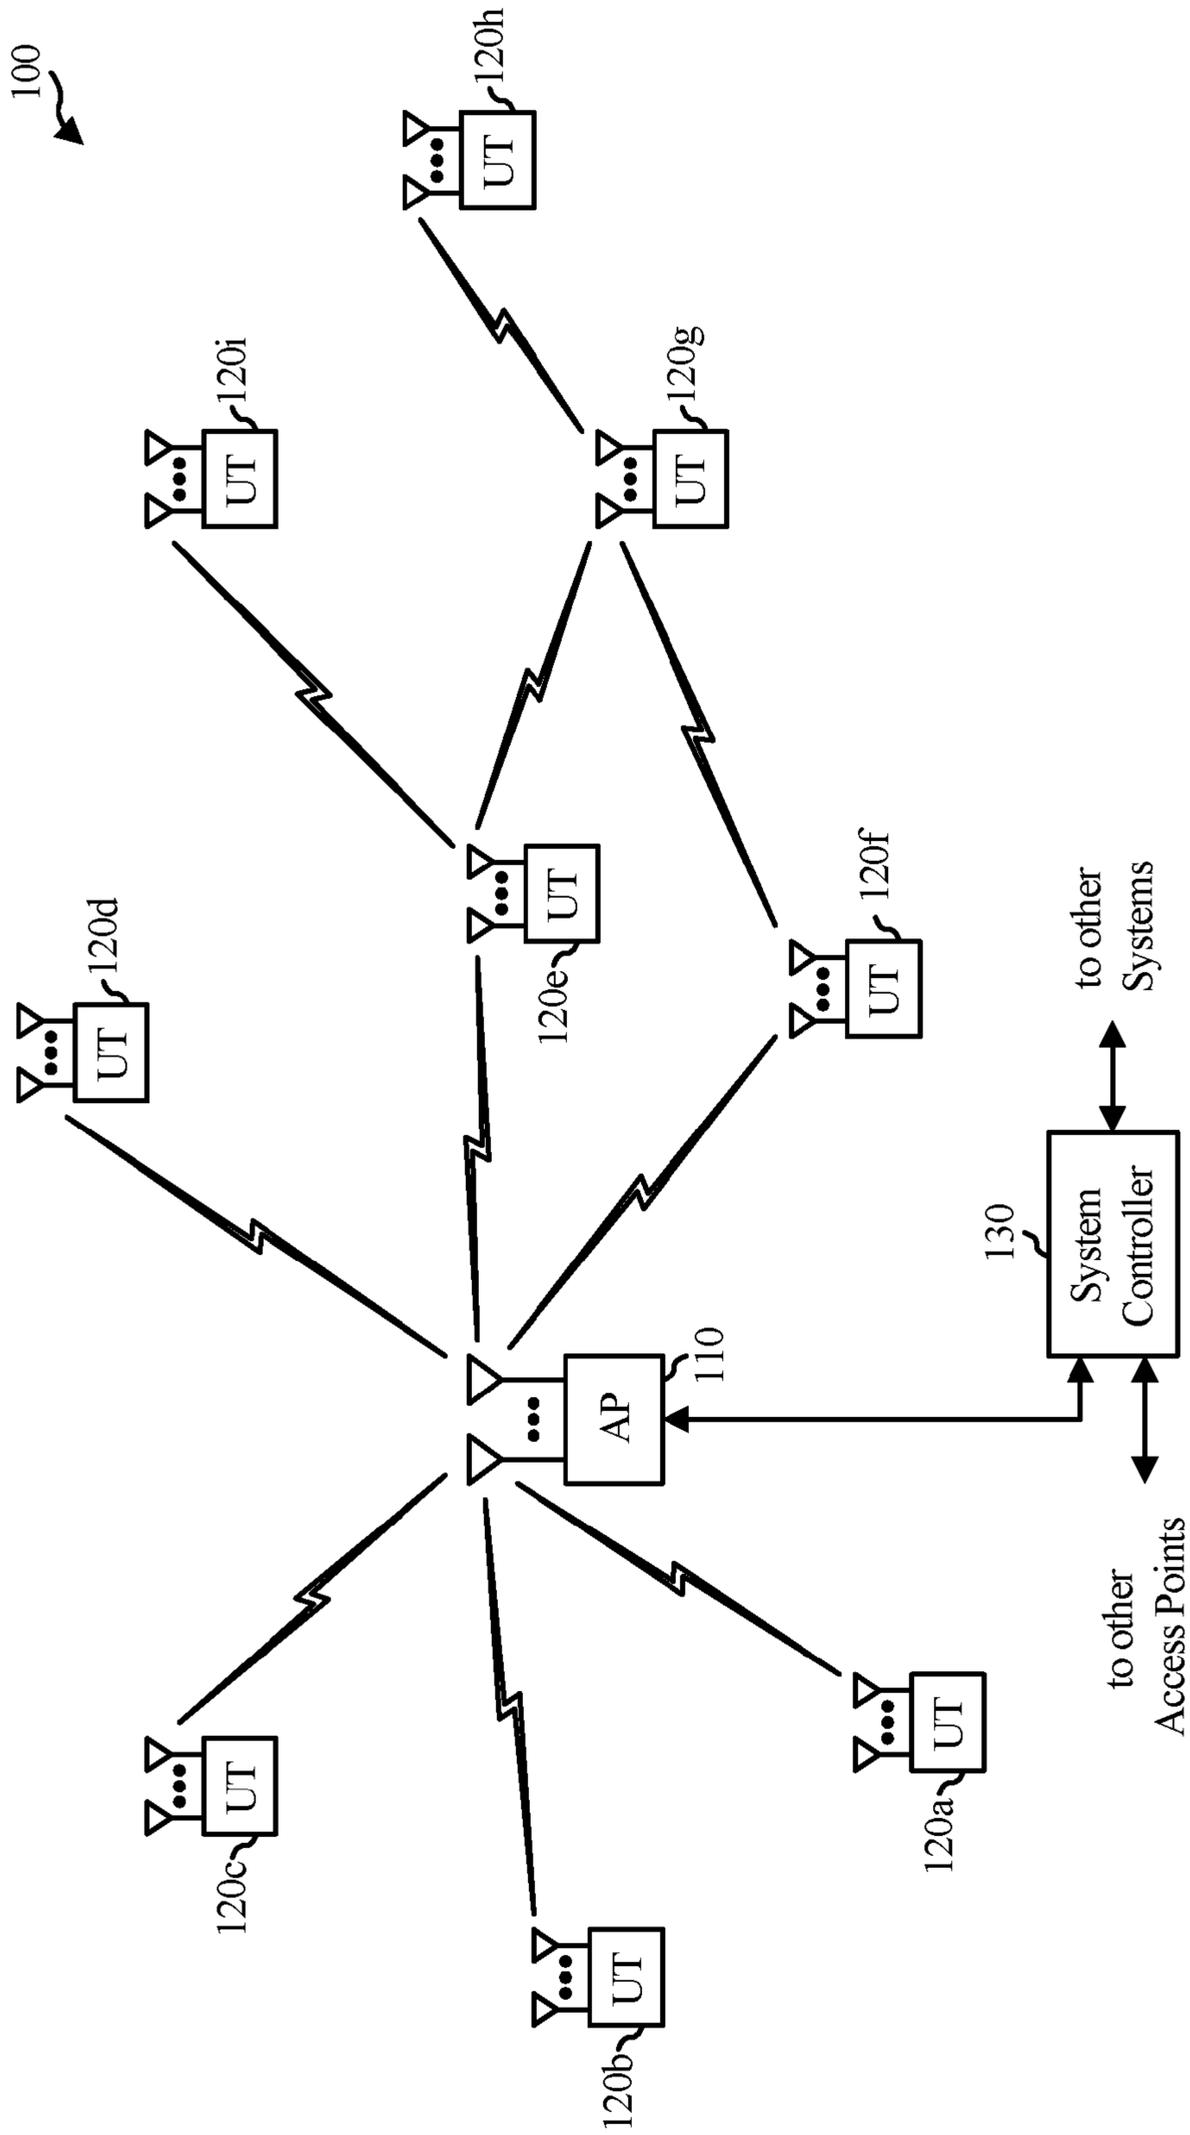 100
120d
UT
120i
UT
120h
UT
120c
UT
120e
UT
120g
UT
120b
UT
AP
110
120f
UT
120a
UT
130
System
Controller
to other
Systems
to other
Access Points